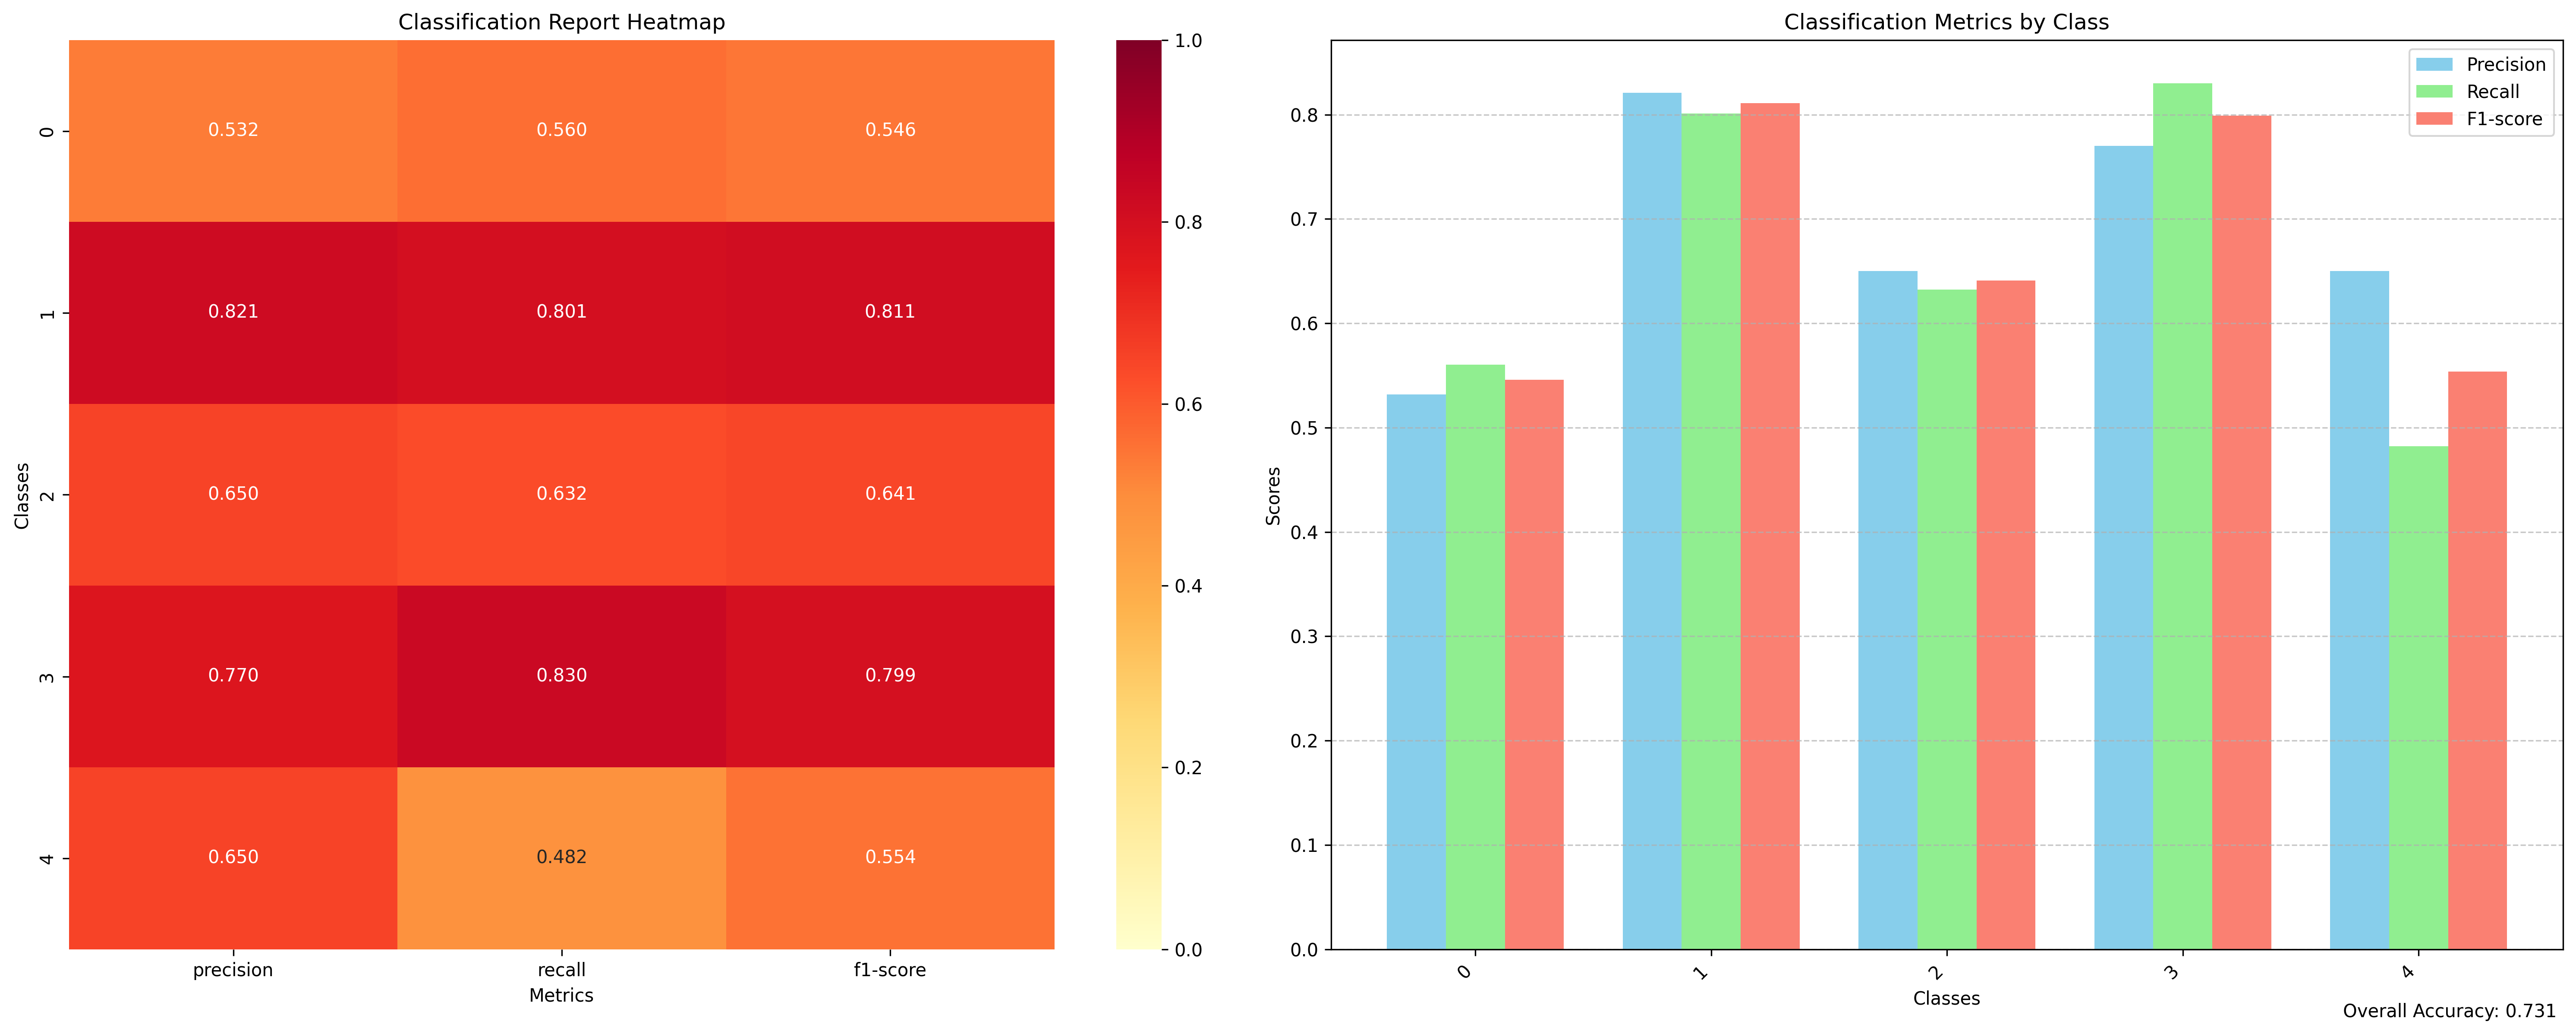 Classification Report Heatmap
0
1
2
3
4
Classes
0.532 0.560 0.546
0.821 0.801 0.811
0.650 0.632 0.641
0.770 0.830 0.799
0.650 0.482 0.554
precision recall f1-score
Metrics
1.0
0.8
0.6
0.4
0.2
0.0
Classification Metrics by Class
Precision
Recall
F1-score
0.8
0.7
0.6
0.5
0.4
0.3
0.2
0.1
0.0
Scores
0 1 2 3 4
Classes
Overall Accuracy: 0.731